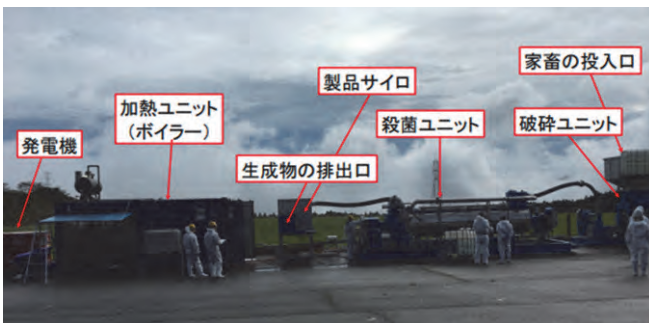 家畜の投入口
製品サイロ
加熱ユニット
(ボイラー)
殺菌ユニット
破砕ユニット
発電機
生成物の排出口